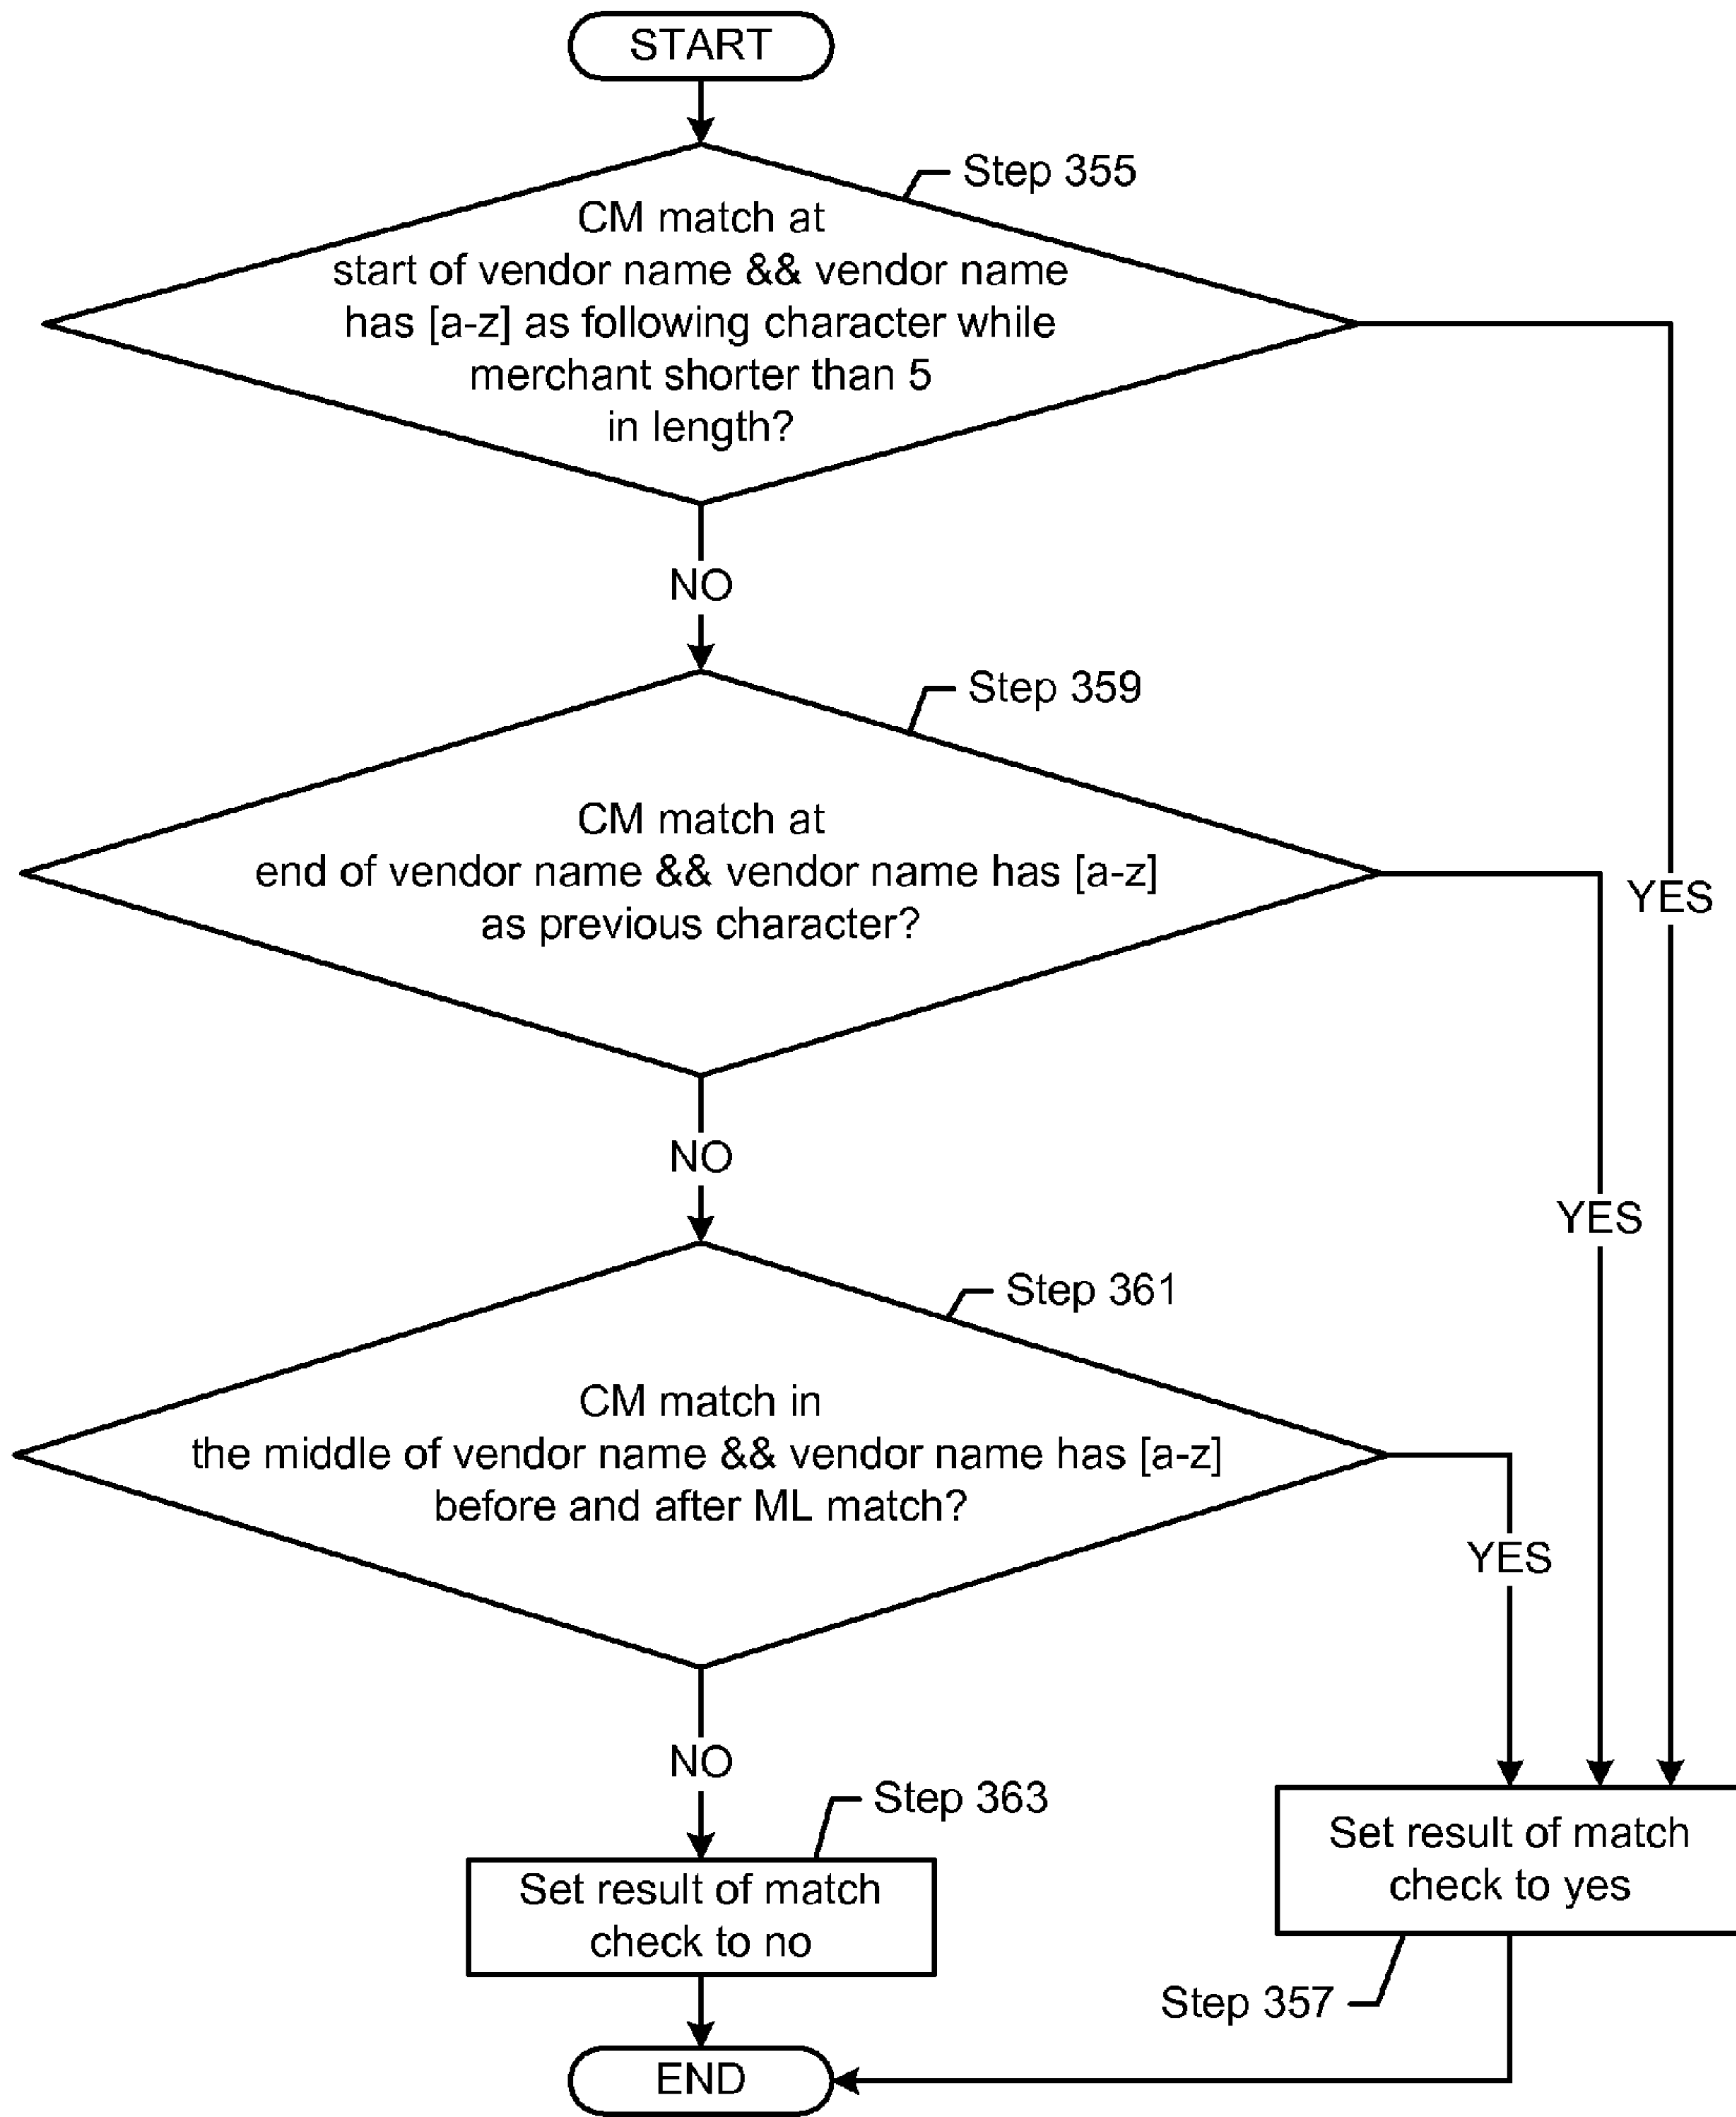 START
Step 355
CM match at
start of vendor name && vendor name
has [a-z] as following character while
merchant shorter than 5
in length?
NO
Step 359
CM match at
end of vendor name && vendor name has [a-z]
as previous character?
YES
NO
YES
Step 361
CM match in
the middle of vendor name && vendor name has [a-z]
before and after ML match?
YES
NO
Step 363
Set result of match
check to no
Set result of match
check to yes
Step 357
END